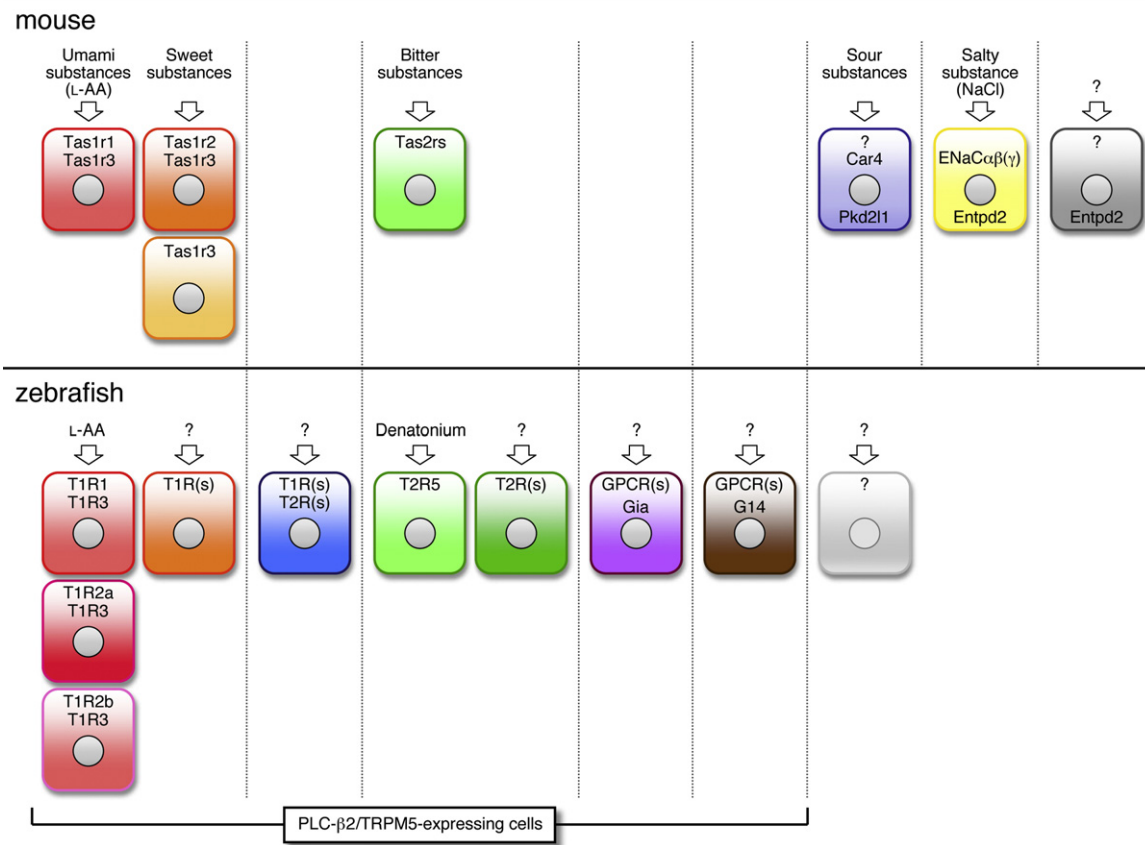 mouse
Umami
substances
(L-AA)
Sweet
substances
Bitter
substances
Sour
substances
Salty
substance
(NaCl)
?
Tas1r1
Tas1r3
Tas1r2
Tas1r3
Tas2rs
?
Car4
Pkd2l1
ENaCαβ(γ)
Entpd2
?
Entpd2
Tas1r3
zebrafish
L-AA
?
?
Denatonium
?
?
?
?
T1R1
T1R3
T1R(s)
T1R(s)
T2R(s)
T2R5
T2R(s)
GPCR(s)
Gia
GPCR(s)
G14
?
T1R2a
T1R3
T1R2b
T1R3
PLC-β2/TRPM5-expressing cells